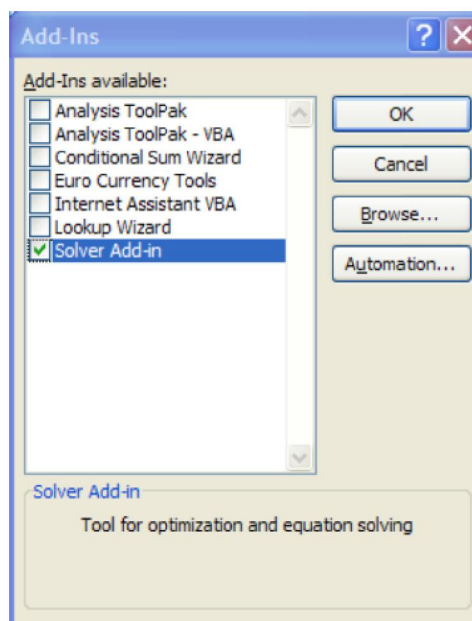 Add-Ins
Add-Ins available:
Analysis ToolPak
Analysis ToolPak - VBA
Conditional Sum Wizard
Euro Currency Tools
Internet Assistant VBA
Lookup Wizard
Solver Add-in
OK
Cancel
Browse...
Automation...
Solver Add-in
Tool for optimization and equation solving